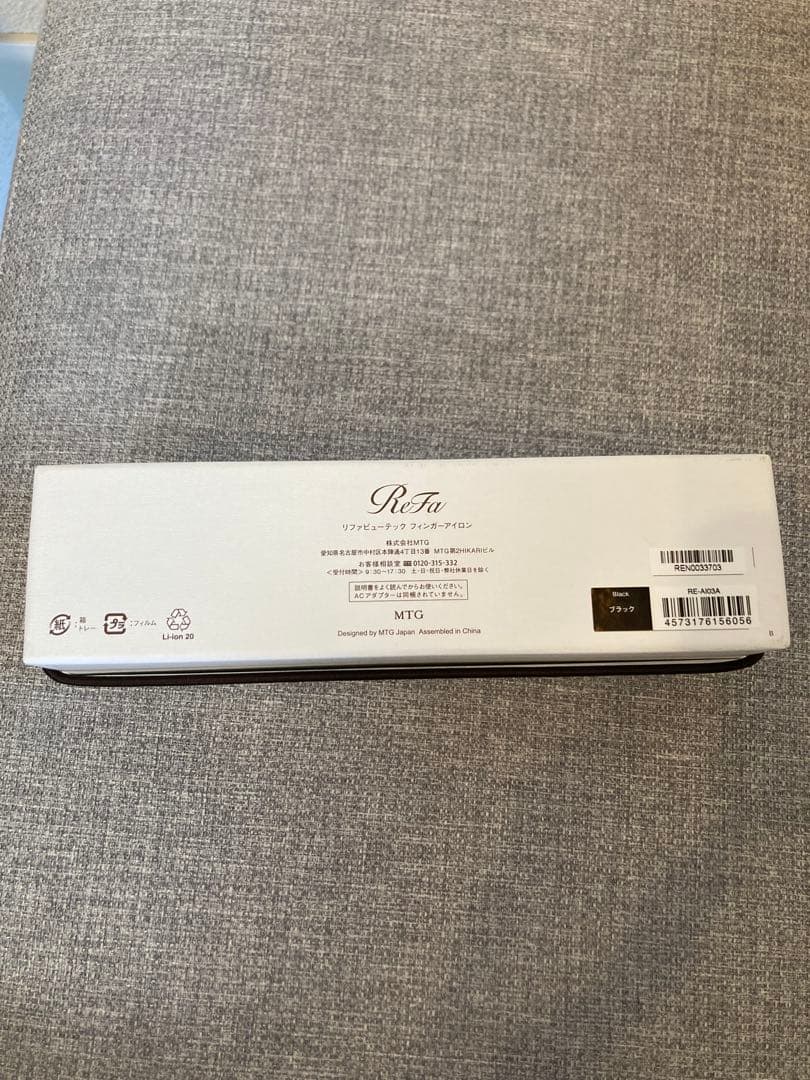 ReFa
リファビューテック フィンガーアイロン
株式会社MTG
愛知県名古屋市中村区本陣通4丁目13番 MTG第2HIKARIビル
お客様相談室 0120-315-332
<受付時間> 9:30〜17:30 土・日・祝日・弊社休業日を除く
説明書をよく読んでからお使いください。
ACアダプターは同梱されていません。
MTG
Designed by MTG Japan Assembled in China
紙 :箱
トレー
プラ :フィルム
Li-ion 20
REN0033703
Black
ブラック
RE-AI03A
4573176156056
B